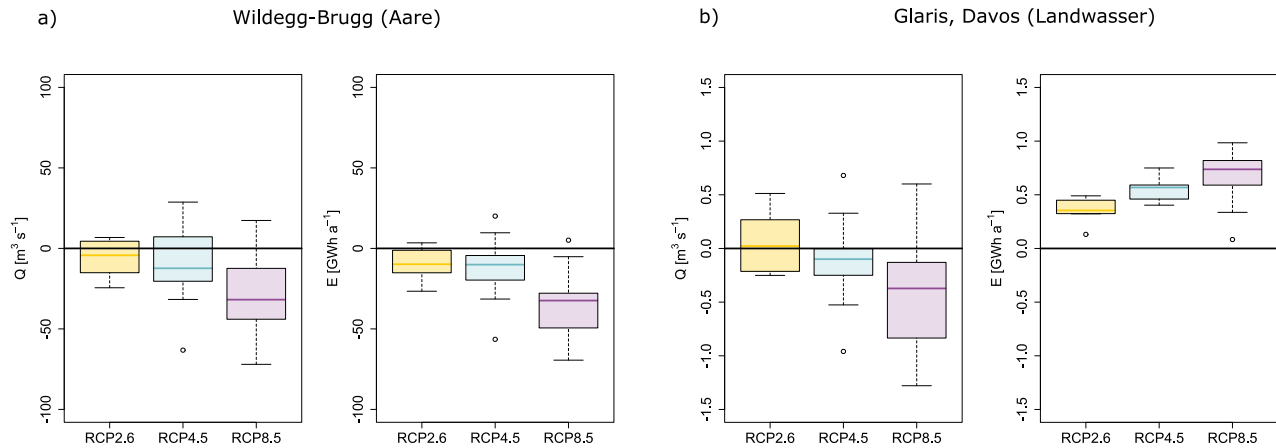 a) Wildegg-Brugg (Aare)
Q [m³ s⁻¹]
100
50
0
-50
-100
RCP2.6 RCP4.5 RCP8.5
E [GWh a⁻¹]
100
50
0
-50
-100
RCP2.6 RCP4.5 RCP8.5
b) Glaris, Davos (Landwasser)
Q [m³ s⁻¹]
1.5
1.0
0.5
0.0
-0.5
-1.0
-1.5
RCP2.6 RCP4.5 RCP8.5
E [GWh a⁻¹]
1.5
1.0
0.5
0.0
-0.5
-1.0
-1.5
RCP2.6 RCP4.5 RCP8.5